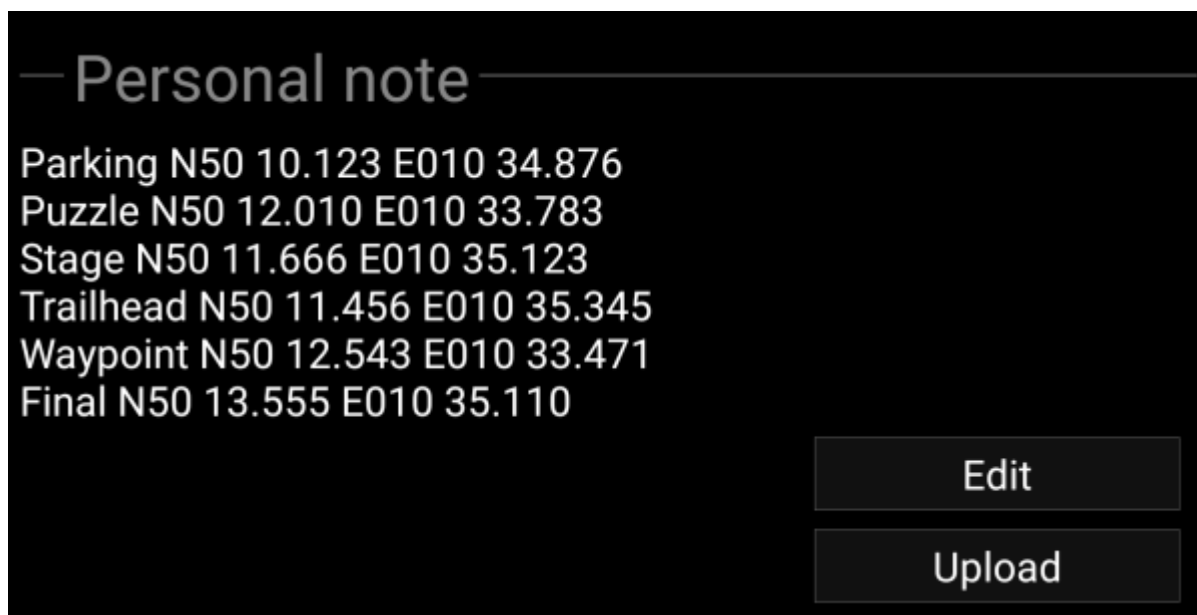 Personal note
Parking N50 10.123 E010 34.876
Puzzle N50 12.010 E010 33.783
Stage N50 11.666 E010 35.123
Trailhead N50 11.456 E010 35.345
Waypoint N50 12.543 E010 33.471
Final N50 13.555 E010 35.110
Edit
Upload